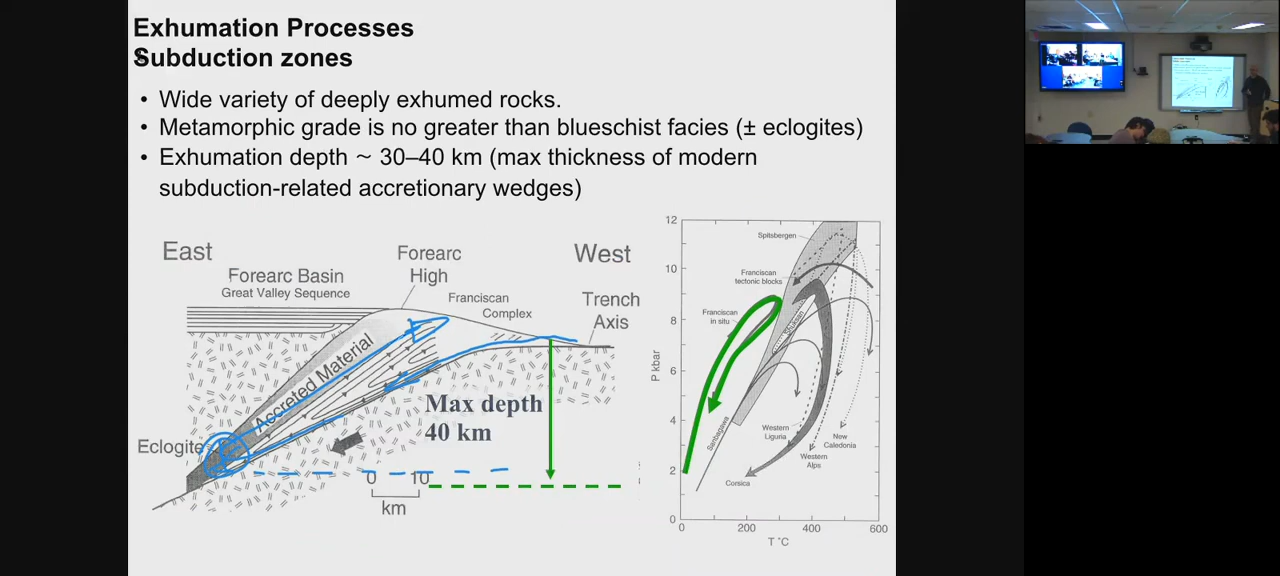 Exhumation Processes
Subduction zones
• Wide variety of deeply exhumed rocks.
• Metamorphic grade is no greater than blueschist facies (± eclogites)
• Exhumation depth ~ 30–40 km (max thickness of modern
subduction-related accretionary wedges)
East
Forearc
High
West
Forearc Basin
Great Valley Sequence
Franciscan
Complex
Trench
Axis
Accreted Material
Eclogite
Max depth
40 km
0 10
km
12
10
8
6
4
2
0
P kbar
0 200 400 600
T °C
Spitsbergen
Franciscan
tectonic blocks
Franciscan
in situ
Shuksan
Sanbagawa
Western
Liguria
New
Caledonia
Western
Alps
Corsica